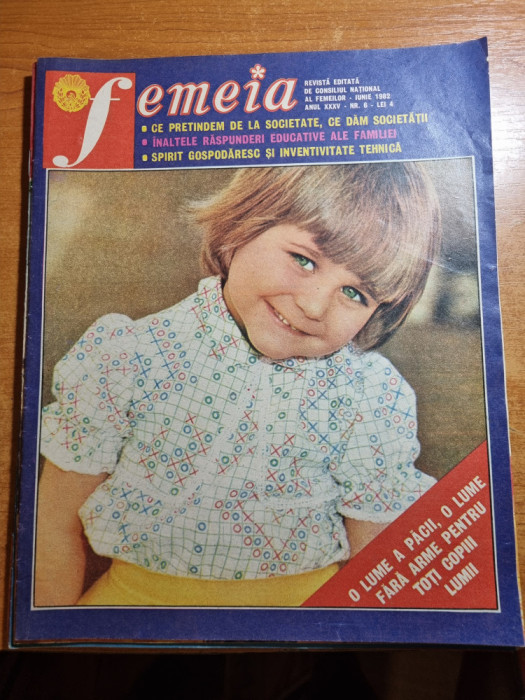 femeia
REVISTĂ EDITATĂ
DE CONSILIUL NAȚIONAL
AL FEMEILOR - IUNIE 1982
ANUL XXXV - NR. 6 - LEI 4
• CE PRETINDEM DE LA SOCIETATE, CE DĂM SOCIETĂȚII
• ÎNALTELE RĂSPUNDERI EDUCATIVE ALE FAMILIEI
• SPIRIT GOSPODĂRESC ȘI INVENTIVITATE TEHNICĂ
O LUME A PĂCII, O LUME
FĂRĂ ARME PENTRU
TOȚI COPIII
LUMII